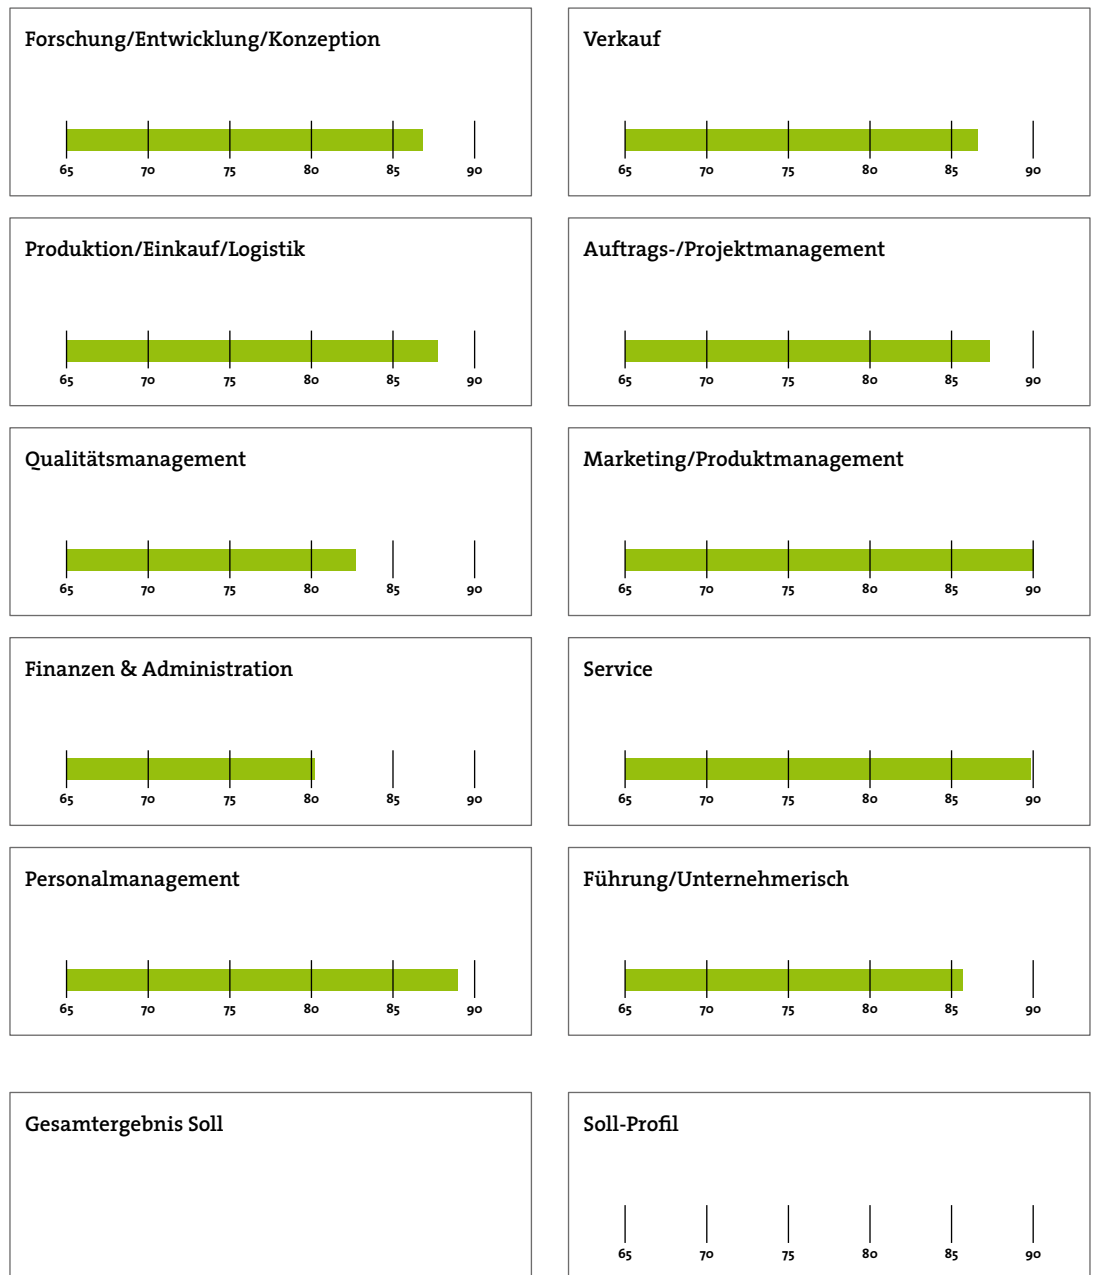 Forschung/Entwicklung/Konzeption
65 70 75 80 85 90
Verkauf
65 70 75 80 85 90
Produktion/Einkauf/Logistik
65 70 75 80 85 90
Auftrags-/Projektmanagement
65 70 75 80 85 90
Qualitätsmanagement
65 70 75 80 85 90
Marketing/Produktmanagement
65 70 75 80 85 90
Finanzen & Administration
65 70 75 80 85 90
Service
65 70 75 80 85 90
Personalmanagement
65 70 75 80 85 90
Führung/Unternehmerisch
65 70 75 80 85 90
Gesamtergebnis Soll
Soll-Profil
65 70 75 80 85 90